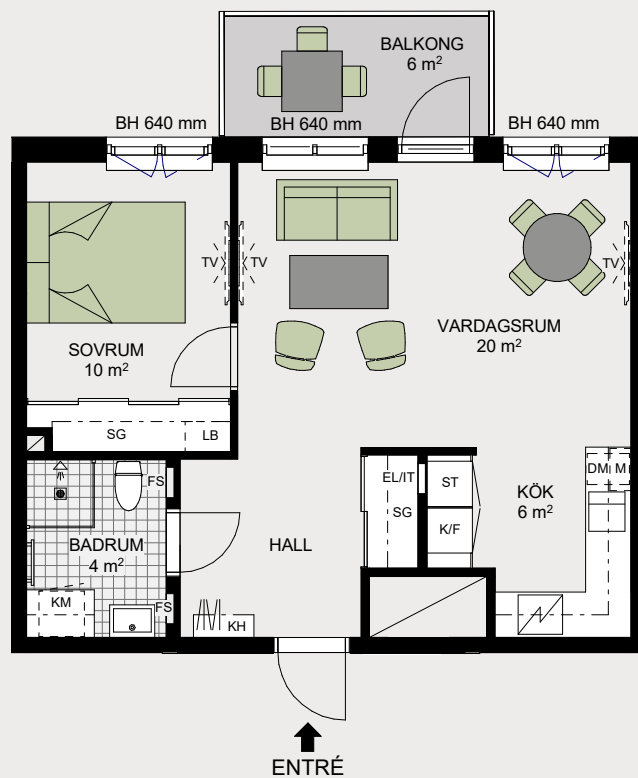 BALKONG
6 m²
BH 640 mm
BH 640 mm
BH 640 mm
TV
TV
TV
SOVRUM
10 m²
VARDAGSRUM
20 m²
SG
LB
EL/IT
SG
ST
K/F
KÖK
6 m²
DM
M
FS
BADRUM
4 m²
HALL
KM
FS
KH
ENTRÉ